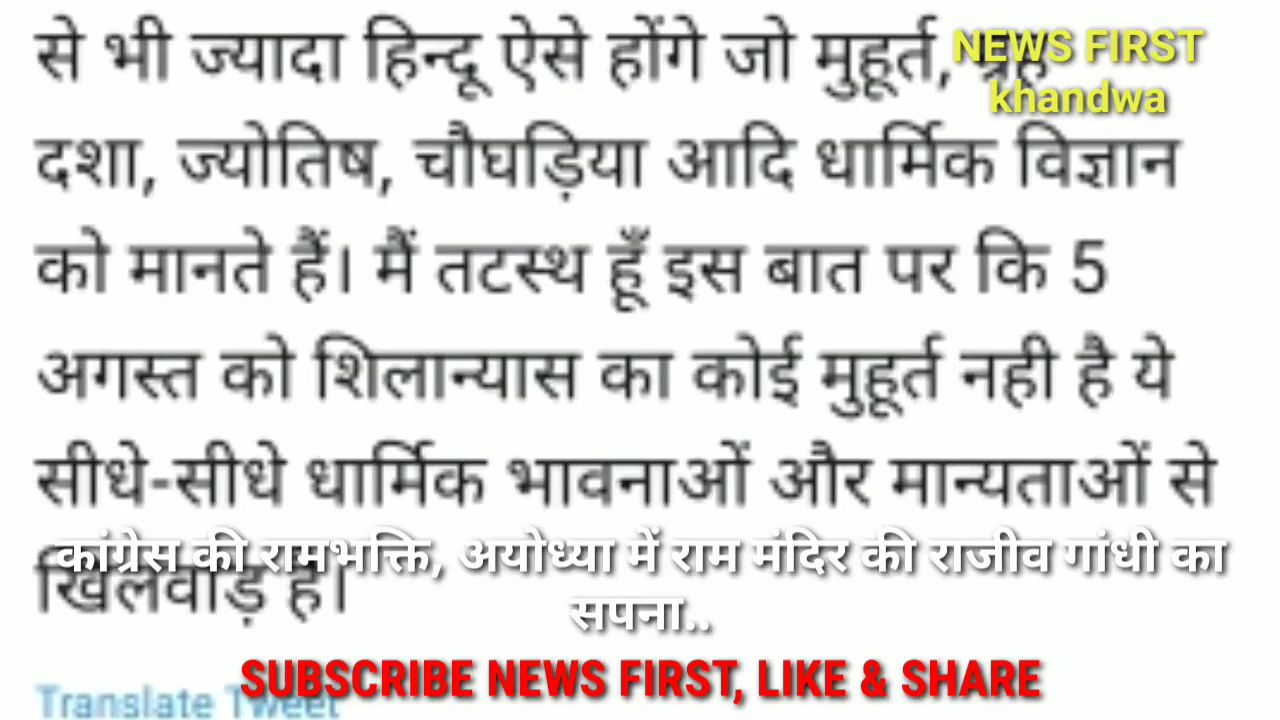 से भी ज्यादा हिन्दू ऐसे होंगे जो मुहूर्त, ग्रह
NEWS FIRST
khandwa
दशा, ज्योतिष, चौघड़िया आदि धार्मिक विज्ञान
को मानते हैं। मैं तटस्थ हूँ इस बात पर कि 5
अगस्त को शिलान्यास का कोई मुहूर्त नही है ये
सीधे-सीधे धार्मिक भावनाओं और मान्यताओं से
खिलवाड़ है।
कांग्रेस की रामभक्ति, अयोध्या में राम मंदिर की राजीव गांधी का
सपना..
SUBSCRIBE NEWS FIRST, LIKE & SHARE
Translate Tweet